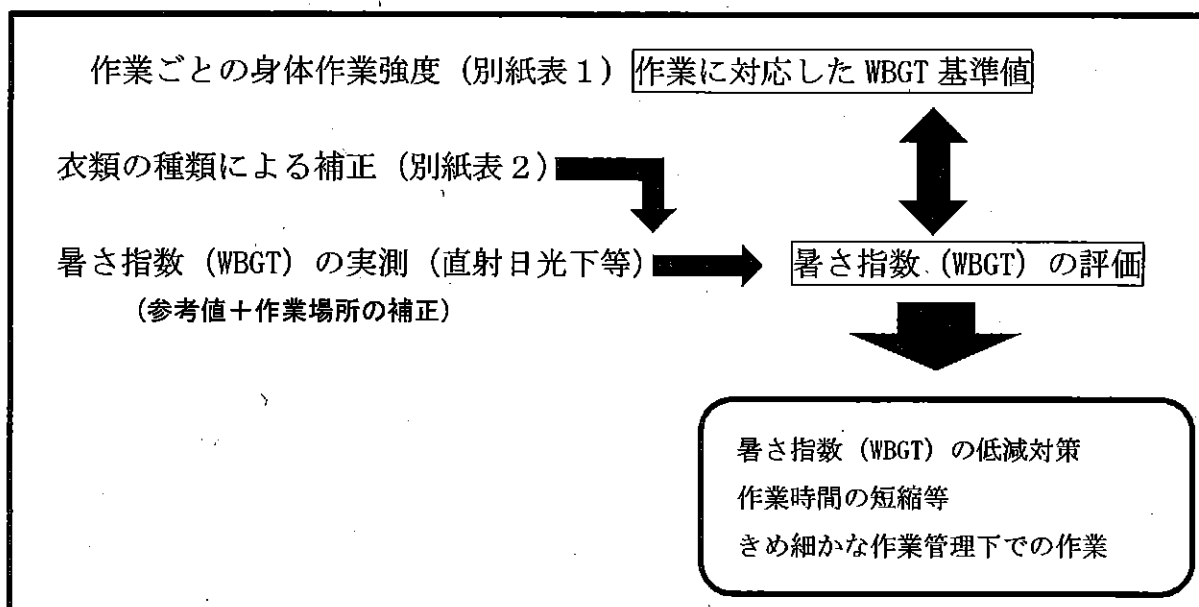 作業ごとの身体作業強度（別紙表１）作業に対応した WBGT 基準値
衣類の種類による補正（別紙表２）
暑さ指数（WBGT）の実測（直射日光下等）
暑さ指数（WBGT）の評価
（参考値＋作業場所の補正）
暑さ指数（WBGT）の低減対策
作業時間の短縮等
きめ細かな作業管理下での作業